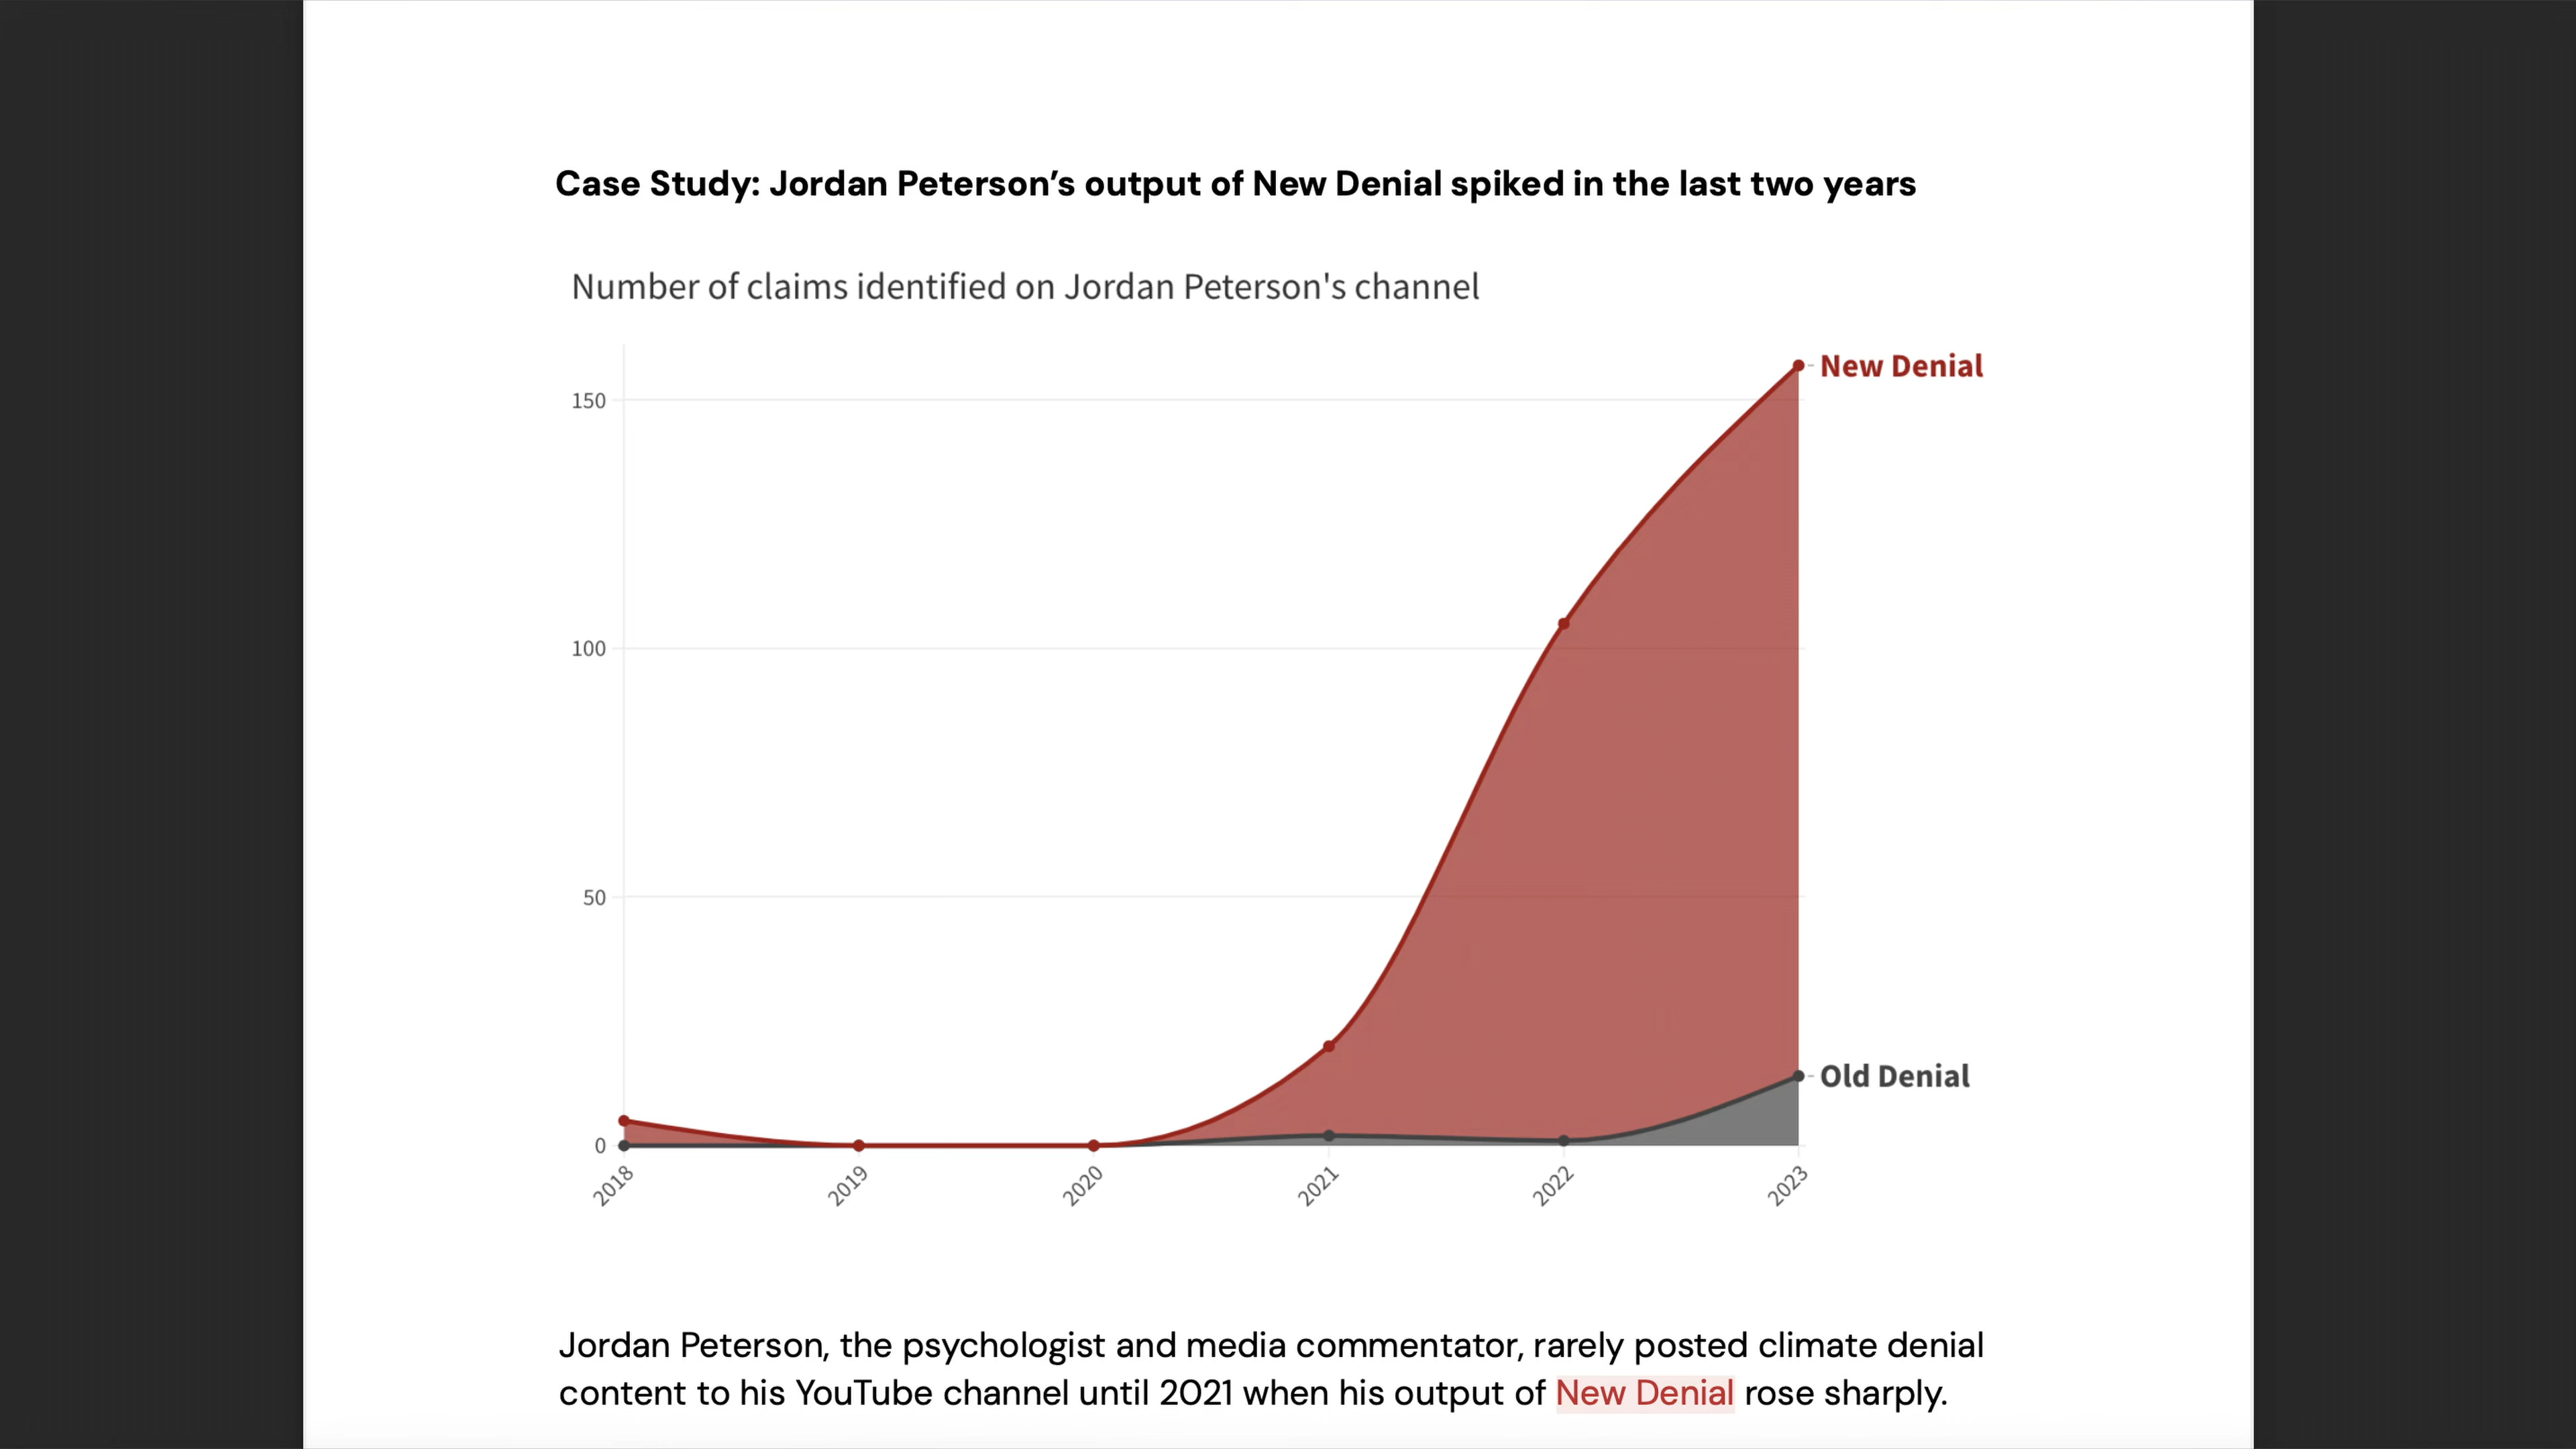 Case Study: Jordan Peterson’s output of New Denial spiked in the last two years
Number of claims identified on Jordan Peterson's channel
New Denial
150
100
50
Old Denial
0
2018
2019
2020
2021
2022
2023
Jordan Peterson, the psychologist and media commentator, rarely posted climate denial
content to his YouTube channel until 2021 when his output of New Denial rose sharply.